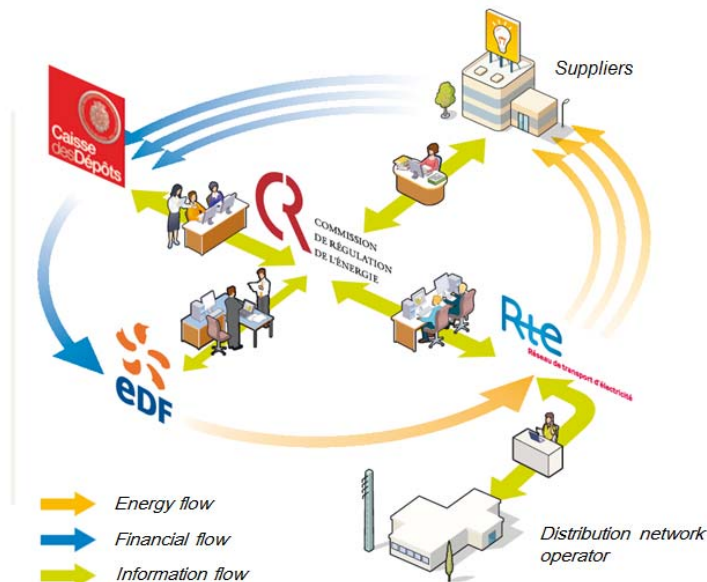 Suppliers
Caisse
desDépôts
CR
COMMISSION
DE RÉGULATION
DE L'ÉNERGIE
Rte
Réseau de transport d'électricité
eDF
Energy flow
Financial flow
Information flow
Distribution network
operator